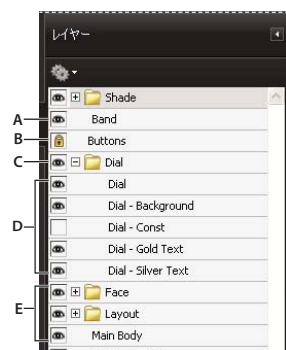 レイヤー
Shade
A Band
B Buttons
C Dial
Dial
Dial - Background
D Dial - Const
Dial - Gold Text
Dial - Silver Text
Face
E Layout
Main Body